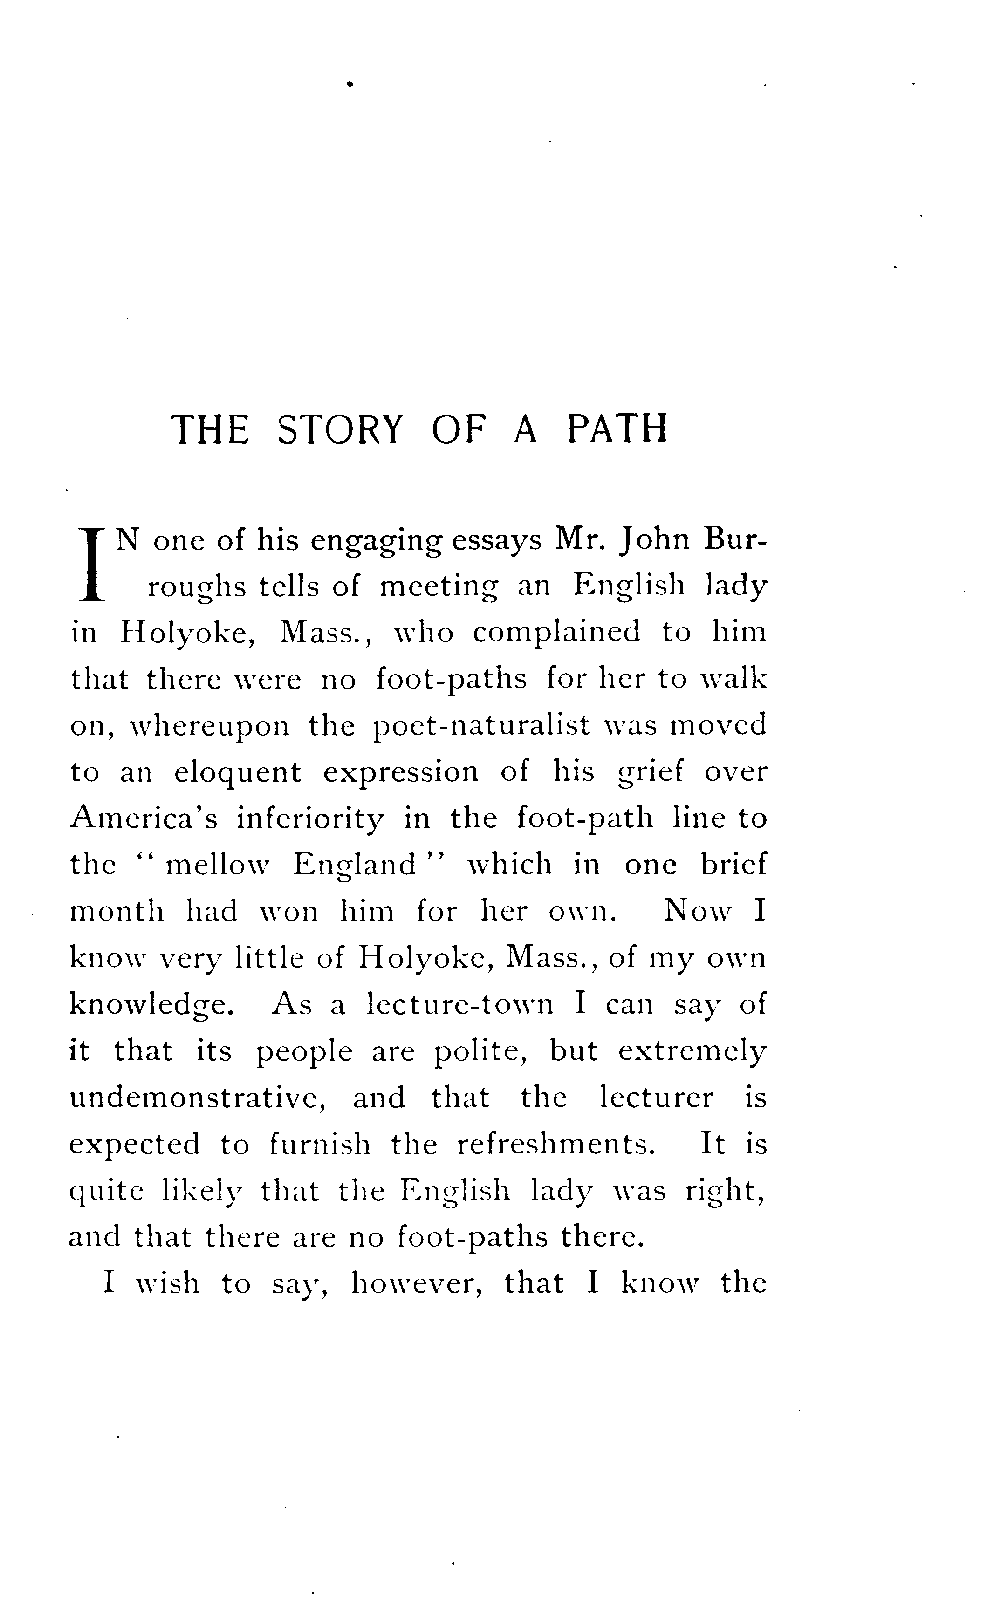 THE STORY OF A PATH
IN one of his engaging essays Mr. John Bur-
roughs tells of meeting an English lady
in Holyoke, Mass., who complained to him
that there were no foot-paths for her to walk
on, whereupon the poet-naturalist was moved
to an eloquent expression of his grief over
America's inferiority in the foot-path line to
the "mellow England" which in one brief
month had won him for her own. Now I
know very little of Holyoke, Mass., of my own
knowledge. As a lecture-town I can say of
it that its people are polite, but extremely
undemonstrative, and that the lecturer is
expected to furnish the refreshments. It is
quite likely that the English lady was right,
and that there are no foot-paths there.
I wish to say, however, that I know the